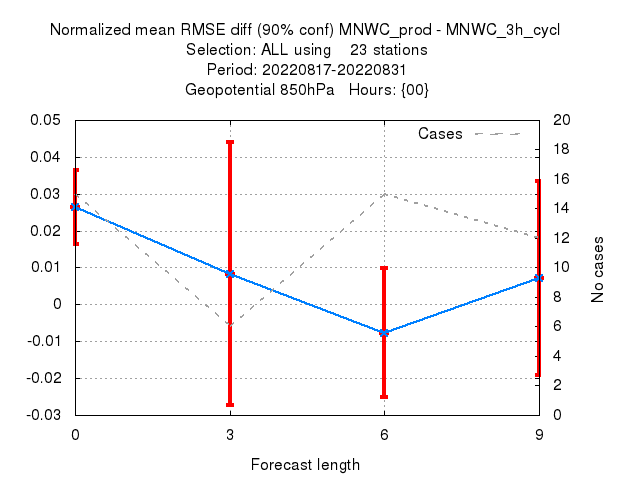 Normalized mean RMSE diff (90% conf) MNWC_prod - MNWC_3h_cycl
Selection: ALL using 23 stations
Period: 20220817-20220831
Geopotential 850hPa Hours: {00}
0.05
0.04
0.03
0.02
0.01
0
-0.01
-0.02
-0.03
Cases
20
18
16
14
12
10
8
6
4
2
0
No cases
0 3 6 9
Forecast length